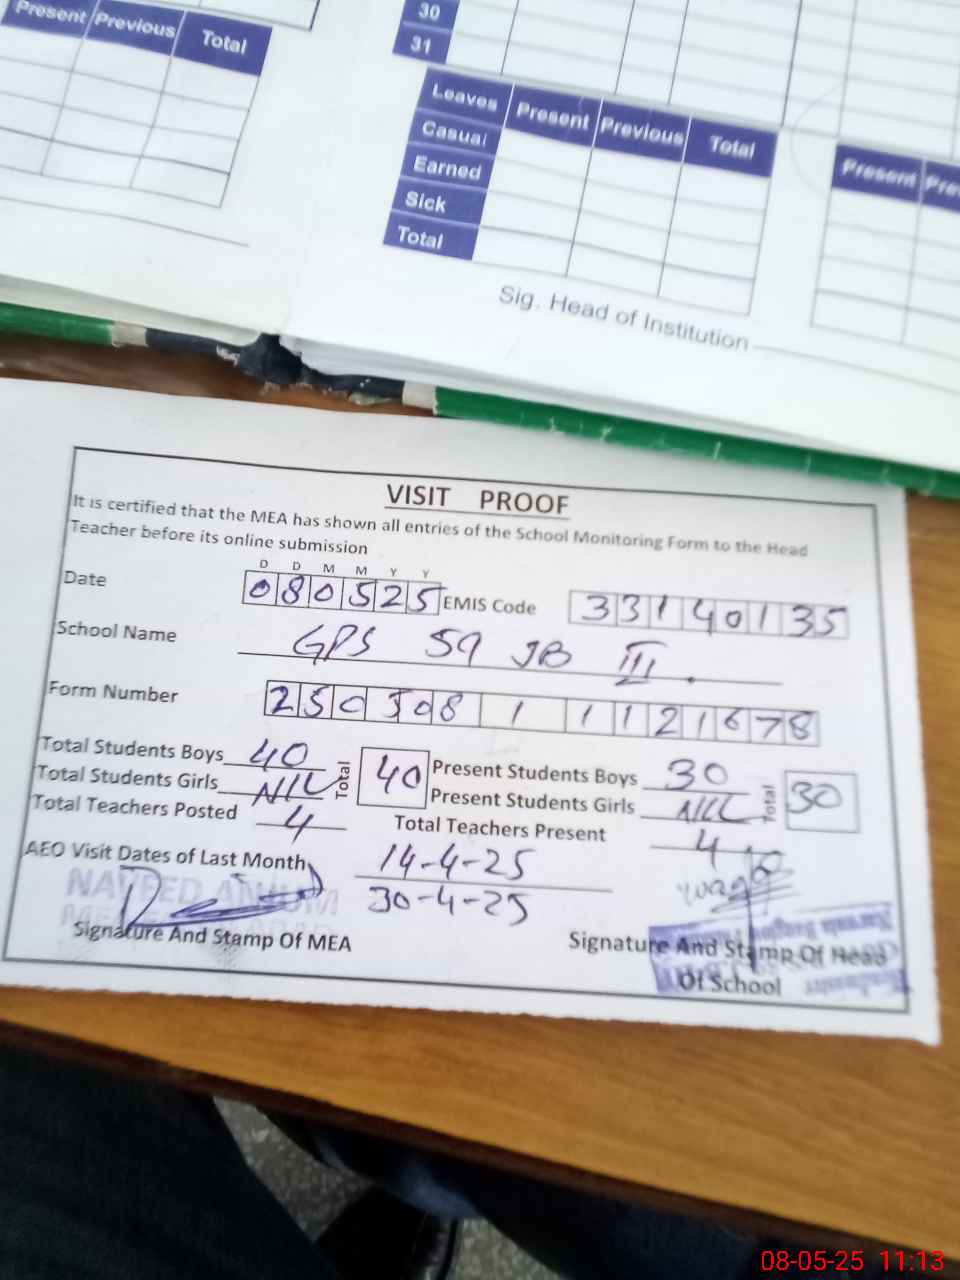 Present Previous Total
30
31
Leaves Present Previous Total
Casual
Earned
Sick
Total
Present
Sig. Head of Institution
VISIT PROOF
It is certified that the MEA has shown all entries of the School Monitoring Form to the Head
Teacher before its online submission
D D M M Y Y
Date 080525 EMIS Code 33140135
School Name GPS 59 JB III.
Form Number 250508 1 1121678
Total Students Boys 40 Total 40 Present Students Boys 30 Total 30
Total Students Girls NIL Present Students Girls NILL
Total Teachers Posted 4 Total Teachers Present 4
AEO Visit Dates of Last Month 14-4-25
30-4-25
NAVEED ANJUM
Signature And Stamp Of MEA
Signature And Stamp Of Head
Of School
08-05-25 11:13